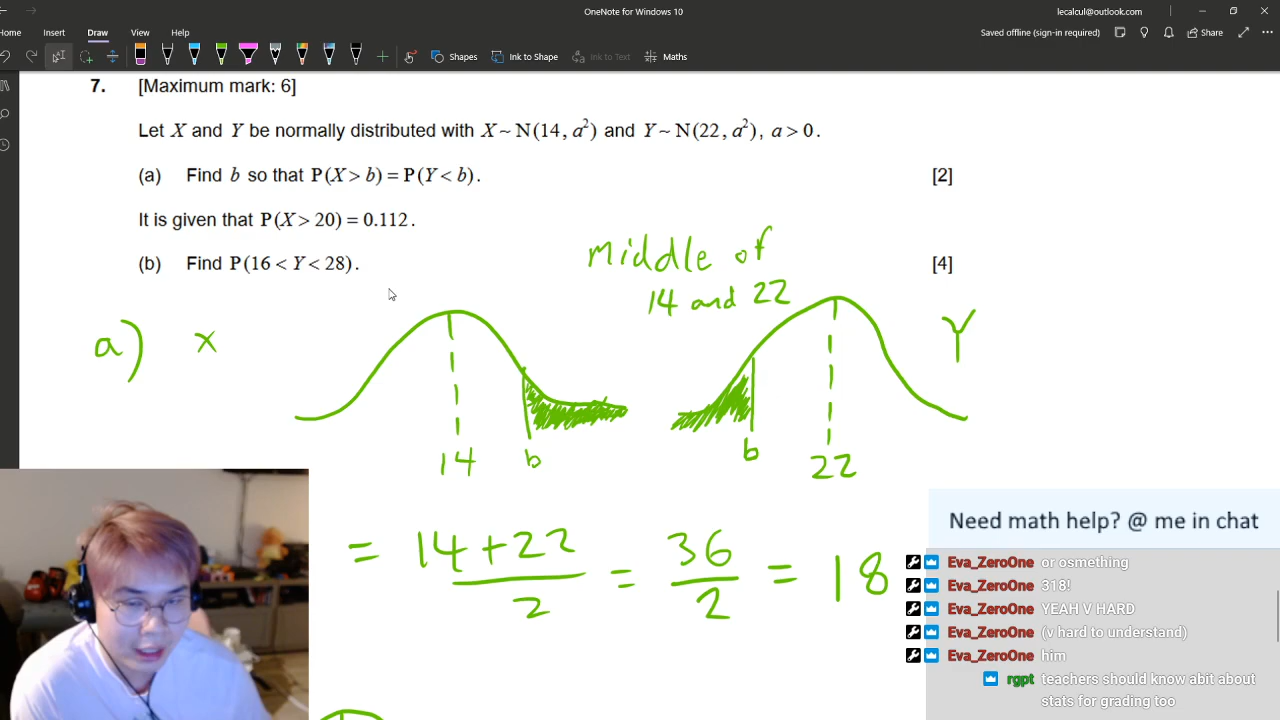 OneNote for Windows 10
lecalcul@outlook.com
Home Insert Draw View Help
Saved offline (sign-in required)
Share
Shapes
Ink to Shape
Ink to Text
Maths
7. [Maximum mark: 6]
Let X and Y be normally distributed with X ~ N(14, a²) and Y ~ N(22, a²), a > 0.
(a) Find b so that P(X > b) = P(Y < b). [2]
It is given that P(X > 20) = 0.112.
(b) Find P(16 < Y < 28). [4]
middle of
14 and 22
a) X Y
14 b b 22
= 14+22/2 = 36/2 = 18
Need math help? @ me in chat
Eva_ZeroOne or osmething
Eva_ZeroOne 318!
Eva_ZeroOne YEAH V HARD
Eva_ZeroOne (v hard to understand)
Eva_ZeroOne him
rgpt teachers should know abit about
stats for grading too